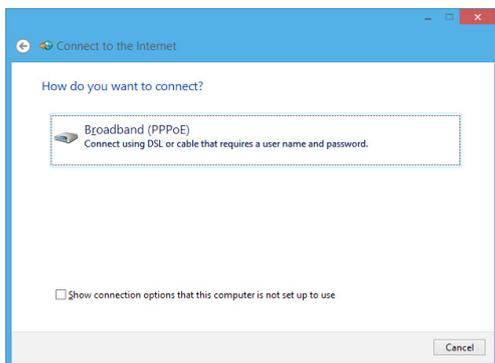 Connect to the Internet
How do you want to connect?
Broadband (PPPoE)
Connect using DSL or cable that requires a user name and password.
Show connection options that this computer is not set up to use
Cancel